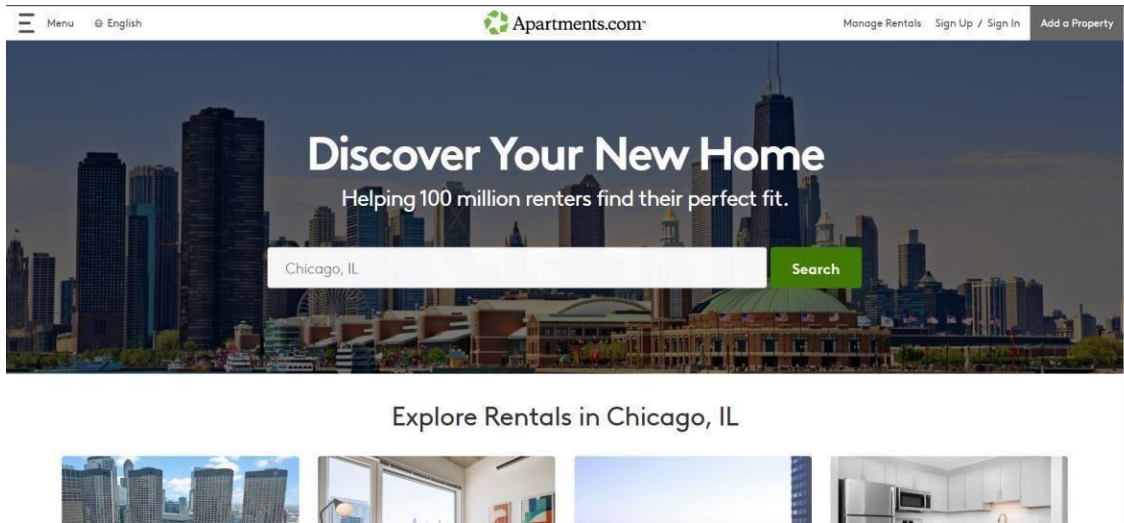 Menu English Apartments.com™ Manage Rentals Sign Up / Sign In Add a Property
Discover Your New Home
Helping 100 million renters find their perfect fit.
Chicago, IL Search
Explore Rentals in Chicago, IL